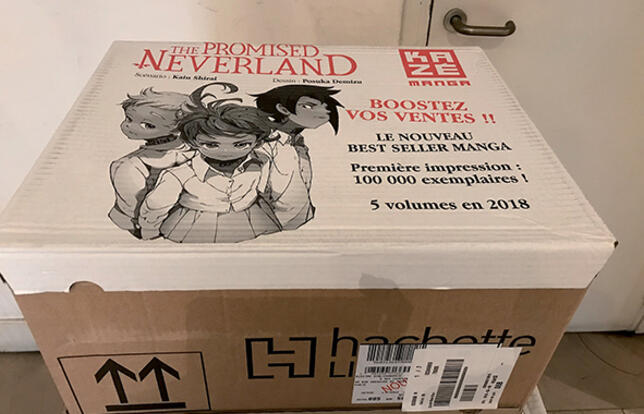 THE PROMISED
NEVERLAND
Scénario : Kaiu Shirai Dessin : Posuka Demizu
KAZÉ
MANGA
BOOSTEZ
VOS VENTES !!
LE NOUVEAU
BEST SELLER MANGA
Première impression :
100 000 exemplaires !
5 volumes en 2018
hachette